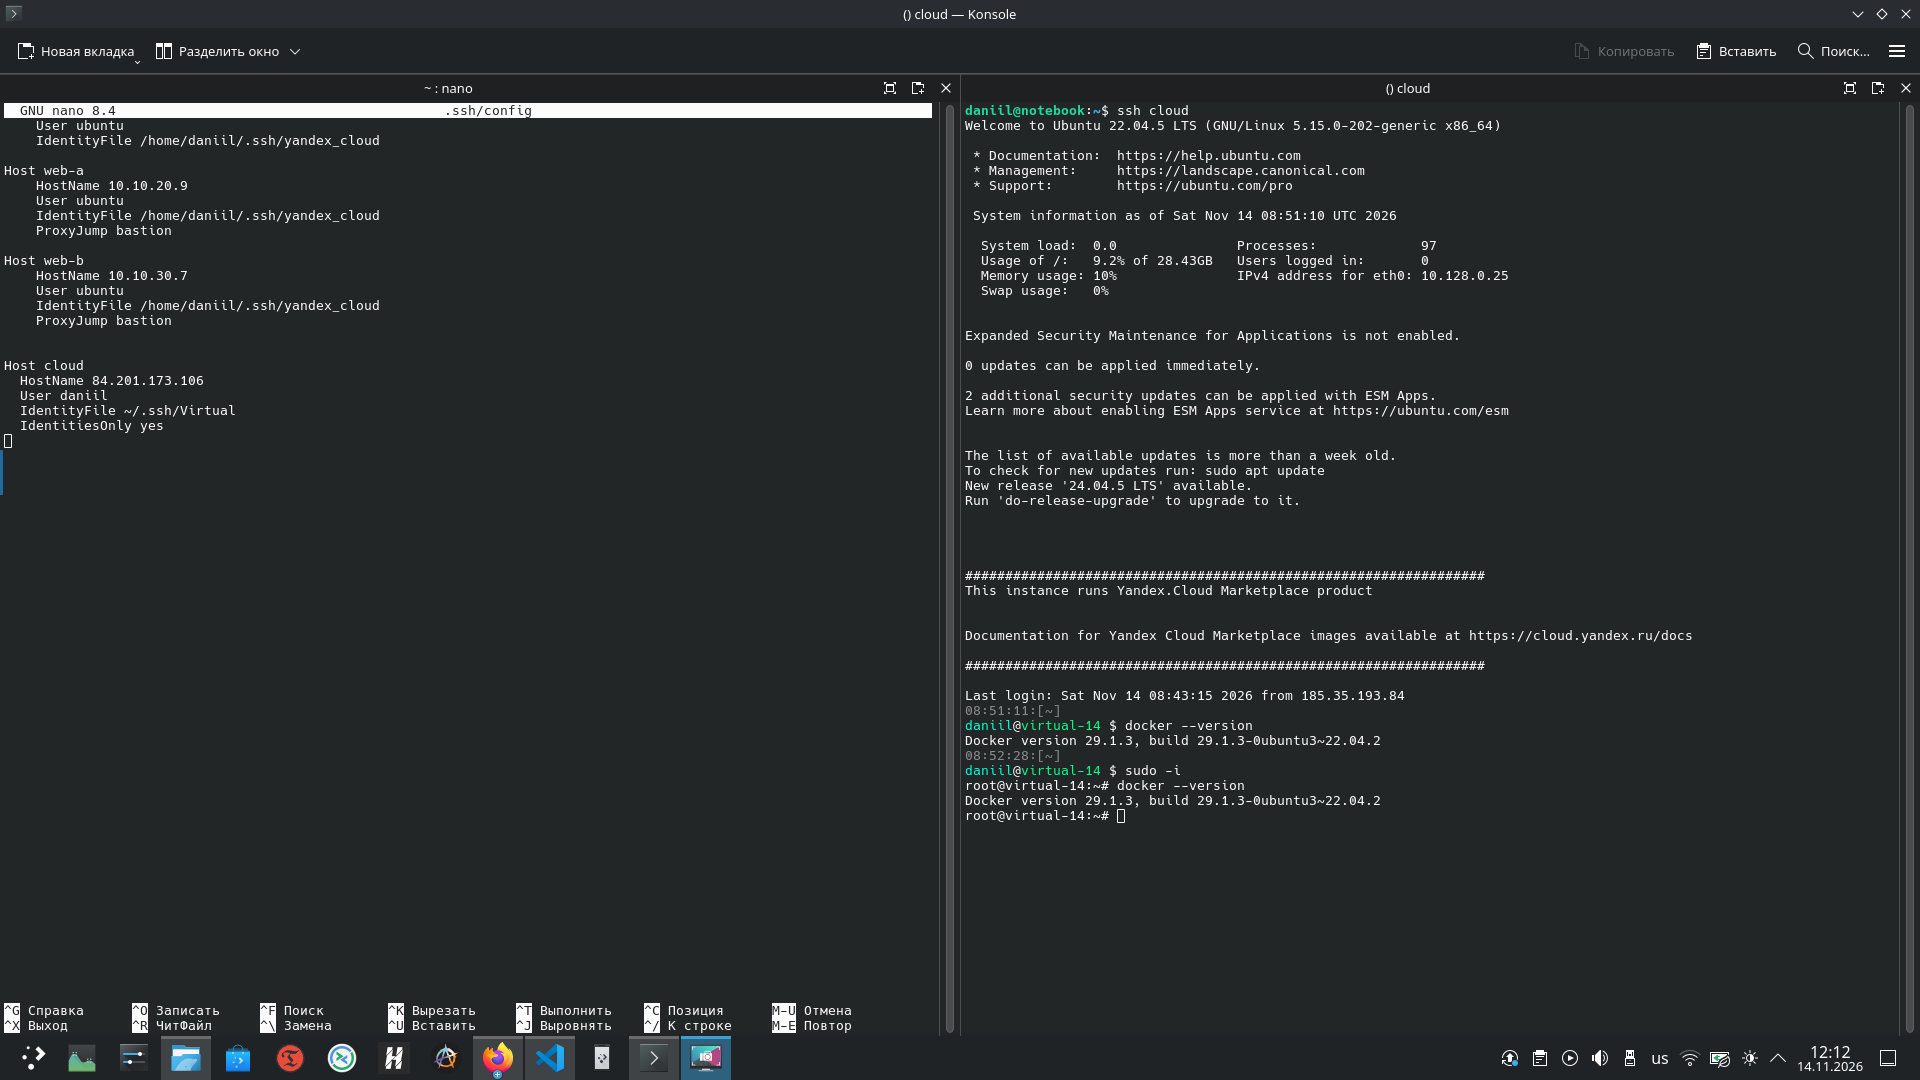 () cloud — Konsole
Новая вкладка
Разделить окно
Копировать
Вставить
Поиск...
~ : nano
GNU nano 8.4 .ssh/config
User ubuntu
IdentityFile /home/daniil/.ssh/yandex_cloud
Host web-a
HostName 10.10.20.9
User ubuntu
IdentityFile /home/daniil/.ssh/yandex_cloud
ProxyJump bastion
Host web-b
HostName 10.10.30.7
User ubuntu
IdentityFile /home/daniil/.ssh/yandex_cloud
ProxyJump bastion
Host cloud
HostName 84.201.173.106
User daniil
IdentityFile ~/.ssh/Virtual
IdentitiesOnly yes
^G Справка ^O Записать ^F Поиск ^K Вырезать ^T Выполнить ^C Позиция M-U Отмена
^X Выход ^R ЧитФайл ^\ Замена ^U Вставить ^J Выровнять ^/ К строке M-E Повтор
() cloud
daniil@notebook:~$ ssh cloud
Welcome to Ubuntu 22.04.5 LTS (GNU/Linux 5.15.0-202-generic x86_64)
* Documentation: https://help.ubuntu.com
* Management: https://landscape.canonical.com
* Support: https://ubuntu.com/pro
System information as of Sat Nov 14 08:51:10 UTC 2026
System load: 0.0 Processes: 97
Usage of /: 9.2% of 28.43GB Users logged in: 0
Memory usage: 10% IPv4 address for eth0: 10.128.0.25
Swap usage: 0%
Expanded Security Maintenance for Applications is not enabled.
0 updates can be applied immediately.
2 additional security updates can be applied with ESM Apps.
Learn more about enabling ESM Apps service at https://ubuntu.com/esm
The list of available updates is more than a week old.
To check for new updates run: sudo apt update
New release '24.04.5 LTS' available.
Run 'do-release-upgrade' to upgrade to it.
#################################################################
This instance runs Yandex.Cloud Marketplace product
Documentation for Yandex Cloud Marketplace images available at https://cloud.yandex.ru/docs
#################################################################
Last login: Sat Nov 14 08:43:15 2026 from 185.35.193.84
08:51:11:[~]
daniil@virtual-14 $ docker --version
Docker version 29.1.3, build 29.1.3-0ubuntu3~22.04.2
08:52:28:[~]
daniil@virtual-14 $ sudo -i
root@virtual-14:~# docker --version
Docker version 29.1.3, build 29.1.3-0ubuntu3~22.04.2
root@virtual-14:~#
us
12:12
14.11.2026